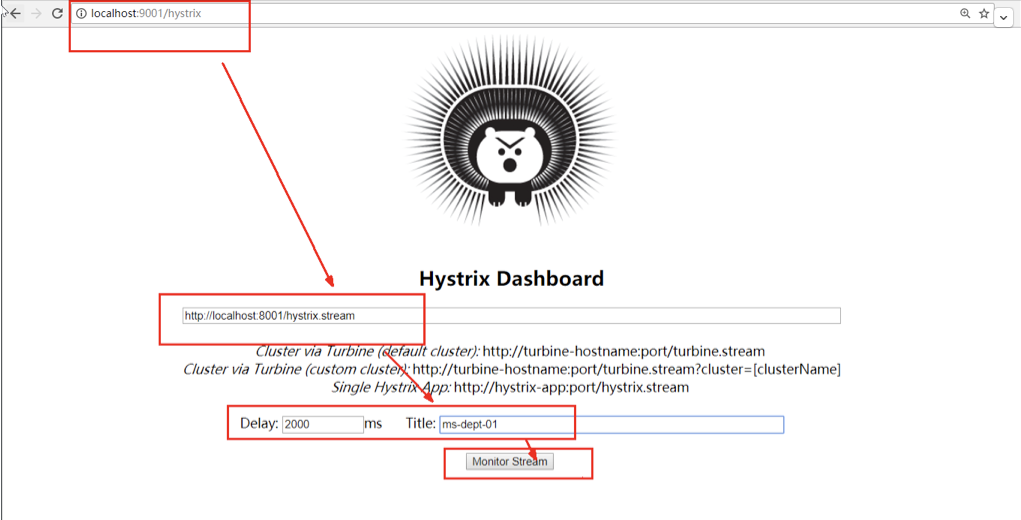 localhost:9001/hystrix
Hystrix Dashboard
http://localhost:8001/hystrix.stream
Cluster via Turbine (default cluster): http://turbine-hostname:port/turbine.stream
Cluster via Turbine (custom cluster): http://turbine-hostname:port/turbine.stream?cluster=[clusterName]
Single Hystrix App: http://hystrix-app:port/hystrix.stream
Delay: 2000 ms Title: ms-dept-01
Monitor Stream